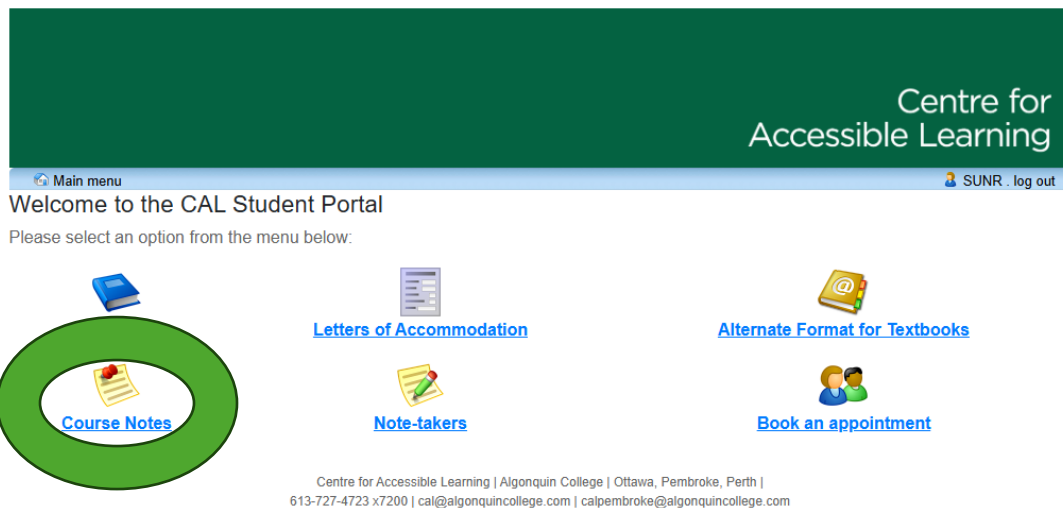 Centre for
Accessible Learning
Main menu
SUNR . log out
Welcome to the CAL Student Portal
Please select an option from the menu below:
Letters of Accommodation
Alternate Format for Textbooks
Course Notes
Note-takers
Book an appointment
Centre for Accessible Learning | Algonquin College | Ottawa, Pembroke, Perth |
613-727-4723 x7200 | cal@algonquincollege.com | calpembroke@algonquincollege.com